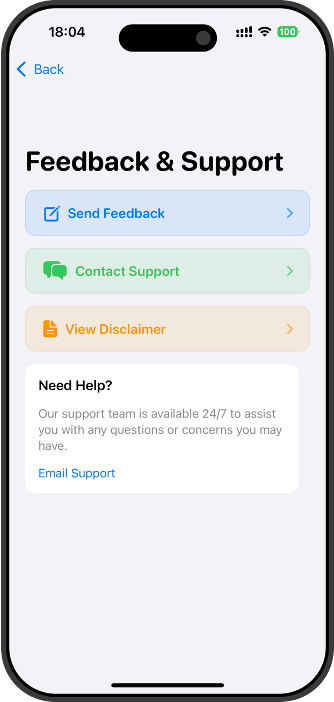 18:04
100
Back
Feedback & Support
Send Feedback
Contact Support
View Disclaimer
Need Help?
Our support team is available 24/7 to assist
you with any questions or concerns you may
have.
Email Support